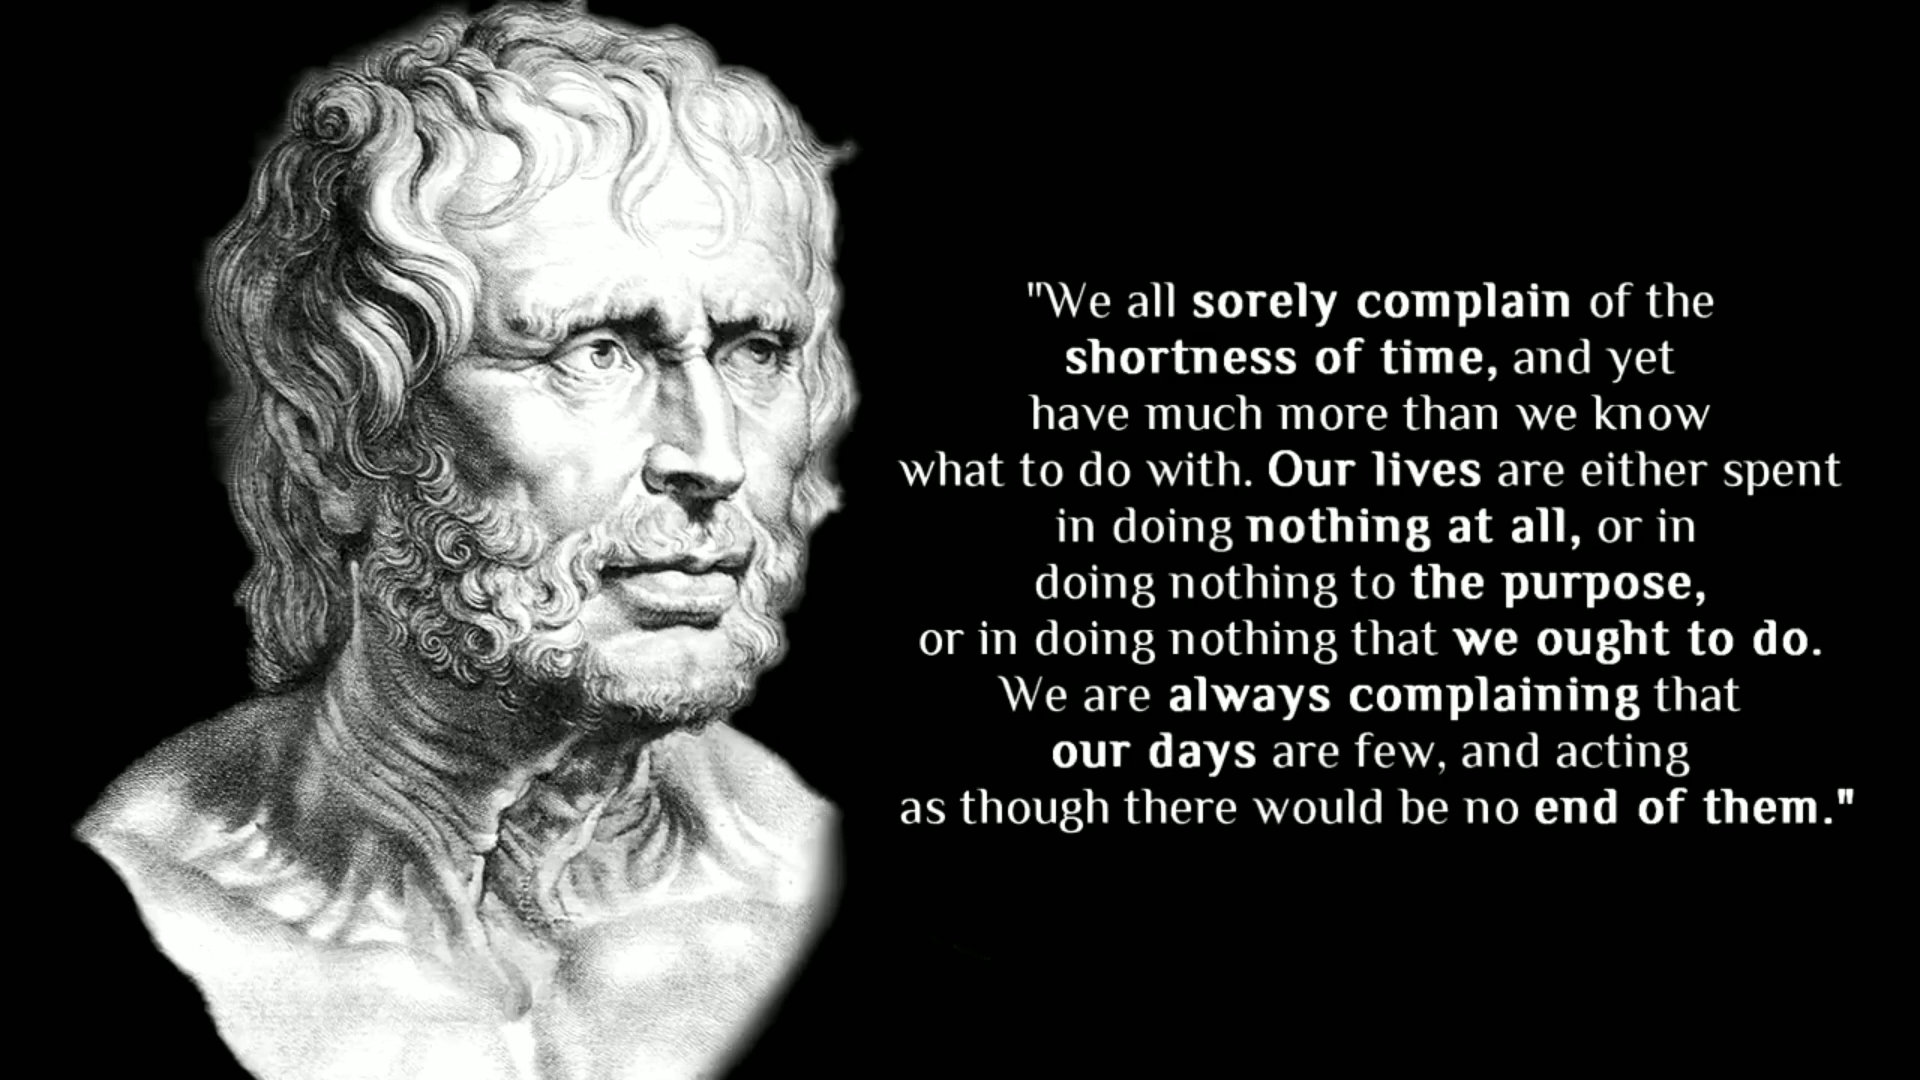 "We all sorely complain of the
shortness of time, and yet
have much more than we know
what to do with. Our lives are either spent
in doing nothing at all, or in
doing nothing to the purpose,
or in doing nothing that we ought to do.
We are always complaining that
our days are few, and acting
as though there would be no end of them."